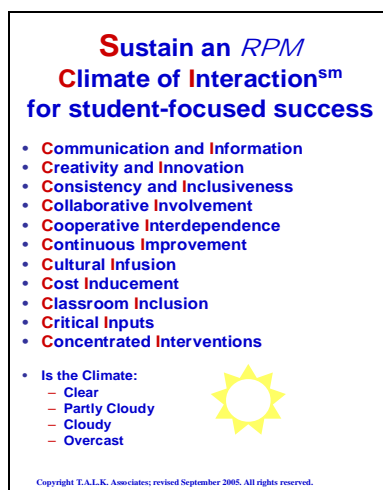 Sustain an RPM
Climate of Interaction℠
for student-focused success
• Communication and Information
• Creativity and Innovation
• Consistency and Inclusiveness
• Collaborative Involvement
• Cooperative Interdependence
• Continuous Improvement
• Cultural Infusion
• Cost Inducement
• Classroom Inclusion
• Critical Inputs
• Concentrated Interventions
• Is the Climate:
– Clear
– Partly Cloudy
– Cloudy
– Overcast
Copyright T.A.L.K. Associates; revised September 2005. All rights reserved.